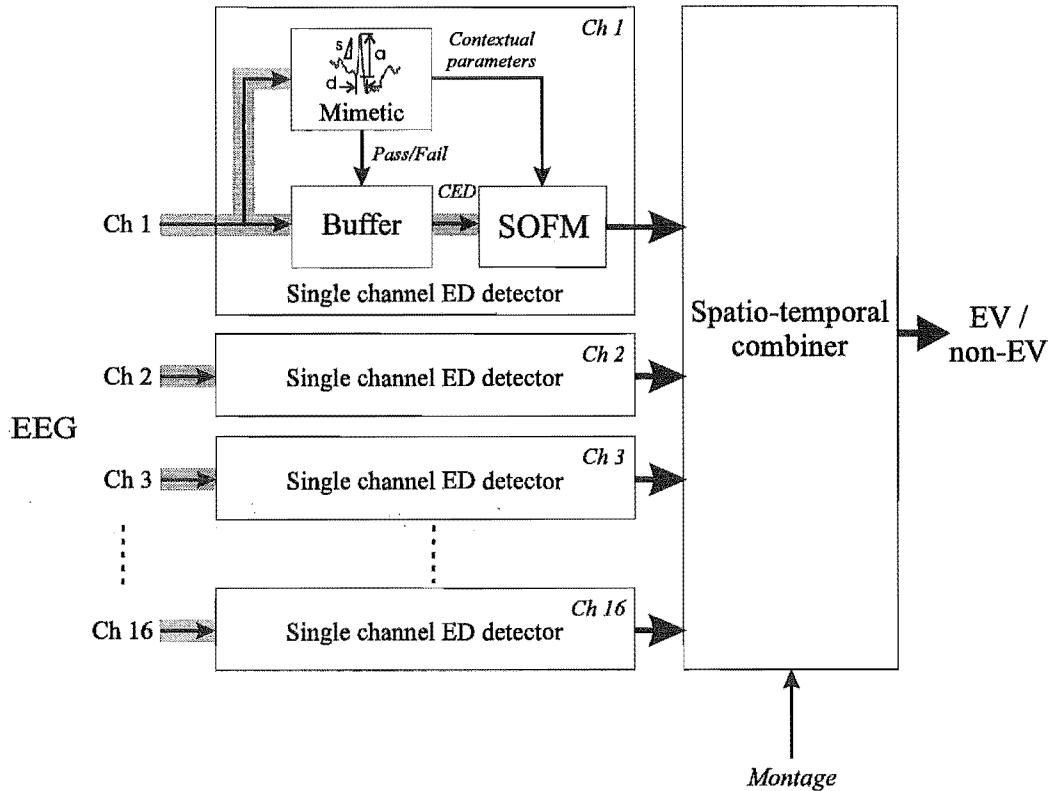 Ch 1
s
a
d
Mimetic
Contextual
parameters
Pass/Fail
CED
Ch 1
Buffer
SOFM
Single channel ED detector
Ch 2
Ch 2
Single channel ED detector
EEG
Ch 3
Ch 3
Single channel ED detector
Ch 16
Ch 16
Single channel ED detector
Spatio-temporal
combiner
EV /
non-EV
Montage